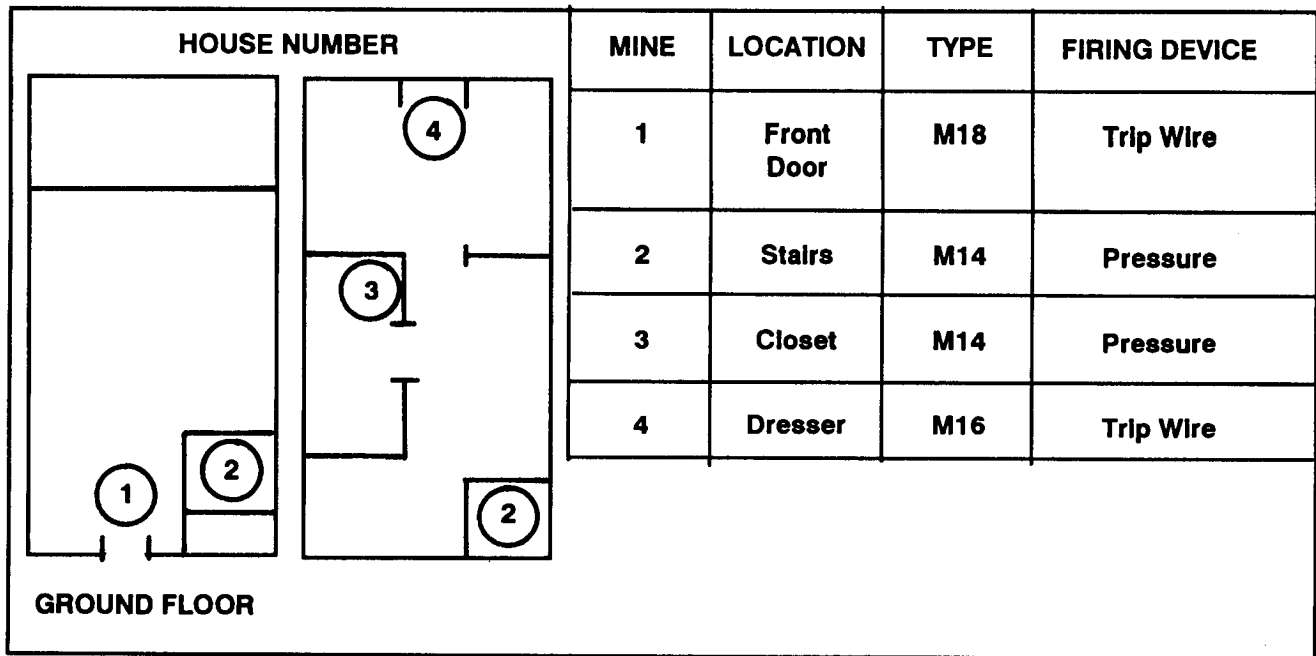 HOUSE NUMBER
4
3
1
2
2
GROUND FLOOR
MINE LOCATION TYPE FIRING DEVICE
1 Front Door M18 Trip Wire
2 Stairs M14 Pressure
3 Closet M14 Pressure
4 Dresser M16 Trip Wire